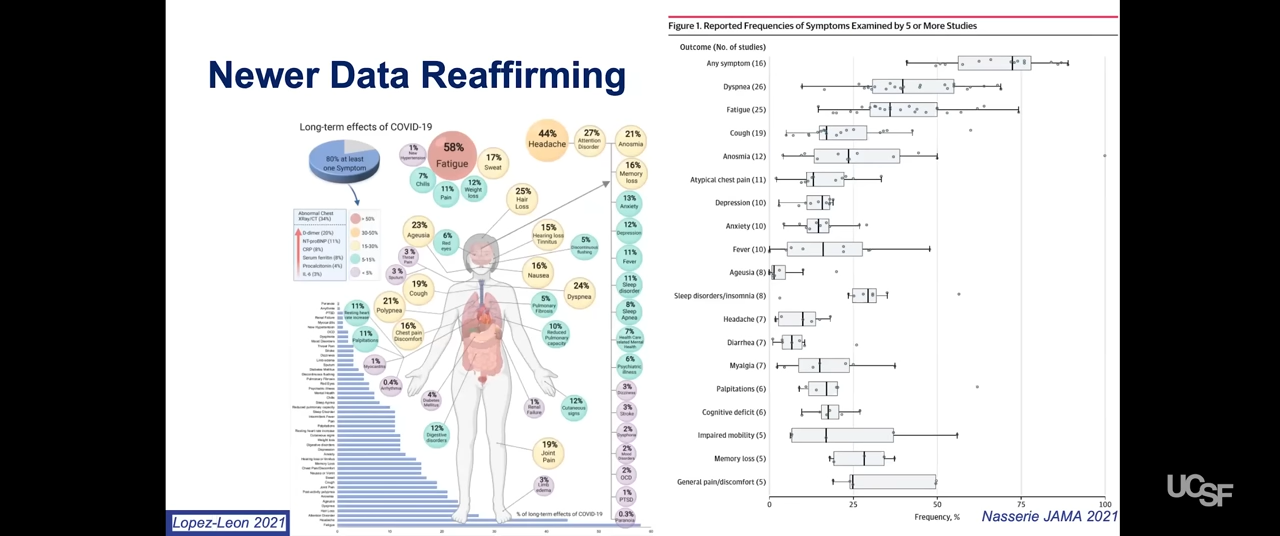 Newer Data Reaffirming
Long-term effects of COVID-19
80% at least
one Symptom
Abnormal Chest
XRay/CT (34%)
D-dimer (20%)
NT-proBNP (11%)
CRP (8%)
Serum ferritin (8%)
Procalcitonin (4%)
IL-6 (3%)
> 50%
30-50%
15-30%
5-15%
< 5%
1%
New
Hypertension
58%
Fatigue
17%
Sweat
7%
Chills
11%
Pain
12%
Weight
loss
44%
Headache
27%
Attention
Disorder
21%
Anosmia
16%
Memory
loss
25%
Hair
Loss
13%
Anxiety
23%
Ageusia
6%
Red
eyes
15%
Hearing loss
Tinnitus
5%
12%
Depression
3 %
Throat
Pain
11%
Fever
3 %
Sputum
16%
Nausea
11%
Sleep
disorder
19%
Cough
24%
Dyspnea
21%
Polypnea
5%
Pulmonary
Fibrosis
8%
Sleep
Apnea
11%
Resting heart
rate increase
16%
Chest pain
Discomfort
10%
Reduced
Pulmonary
capacity
7%
Health Care
related Mental
Health
11%
Palpitations
1%
Myocarditis
6%
Psychiatric
illness
0.4%
Arrhythmia
4%
Diabetes
Mellitus
1%
Renal
Failure
12%
Cutaneous
signs
3%
Dizziness
3%
Stroke
12%
Digestive
disorders
2%
Dysphoria
2%
Mood
Disorders
19%
Joint
Pain
2%
OCD
3%
Limb
edema
1%
PTSD
0.3%
Paranoia
% of long-term effects of COVID-19
Lopez-Leon 2021
Figure 1. Reported Frequencies of Symptoms Examined by 5 or More Studies
Outcome (No. of studies)
Any symptom (16)
Dyspnea (26)
Fatigue (25)
Cough (19)
Anosmia (12)
Atypical chest pain (11)
Depression (10)
Anxiety (10)
Fever (10)
Ageusia (8)
Sleep disorders/insomnia (8)
Headache (7)
Diarrhea (7)
Myalgia (7)
Palpitations (6)
Cognitive deficit (6)
Impaired mobility (5)
Memory loss (5)
General pain/discomfort (5)
0 25 50 75 100
Frequency, %
Nasserie JAMA 2021
UCSF